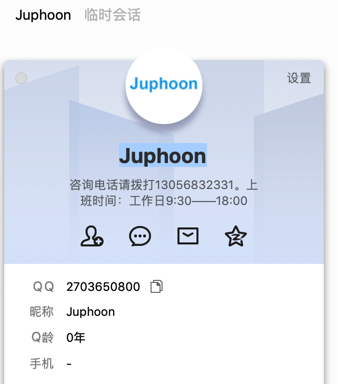 Juphoon 临时会话
Juphoon
设置
Juphoon
咨询电话请拨打13056832331。上
班时间：工作日9:30——18:00
QQ 2703650800
昵称 Juphoon
Q龄 0年
手机 -